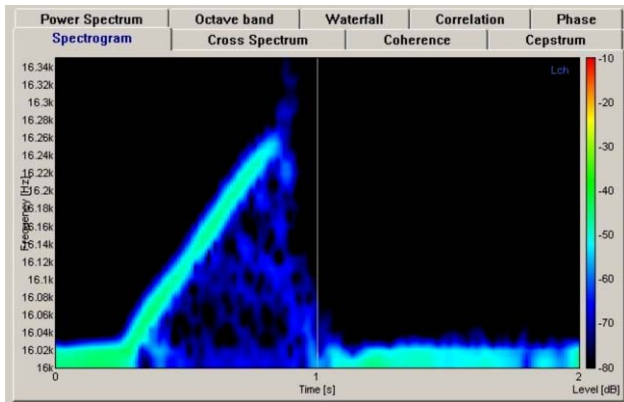 Power Spectrum Octave band Waterfall Correlation Phase
Spectrogram Cross Spectrum Coherence Cepstrum
Lch
16.34k
16.32k
16.3k
16.28k
16.26k
16.24k
16.22k
16.2k
16.18k
16.16k
16.14k
16.12k
16.1k
16.08k
16.06k
16.04k
16.02k
16k
Frequency [Hz]
0 1 2
Time [s]
-10
-20
-30
-40
-50
-60
-70
-80
Level [dB]